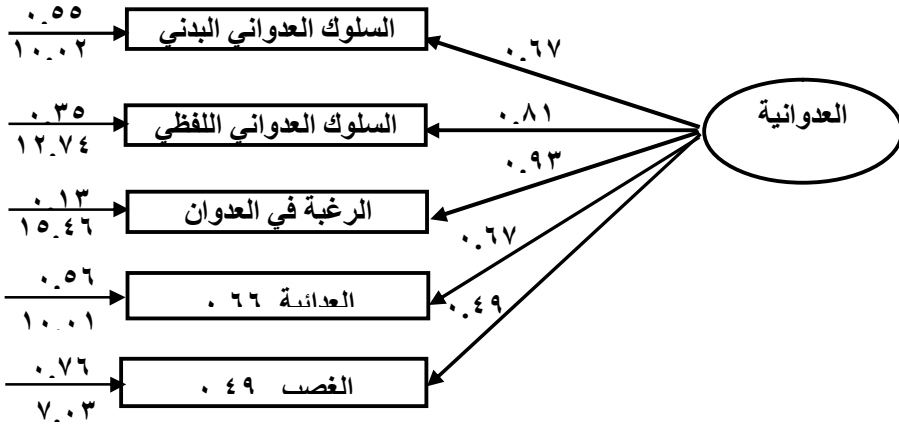 ٠.٥٥
السلوك العدواني البدني
١٠.٠٢
٠.٦٧
العدوانية
٠.٣٥
السلوك العدواني اللفظي
٠.٨١
١٢.٧٤
٠.٩٣
٠.١٣
الرغبة في العدوان
١٥.٤٦
٠.٦٧
٠.٥٦
العدائية ٠.٦٦
١٠.٠١
٠.٤٩
٠.٧٦
الغصب ٠.٤٩
٧.٠٣